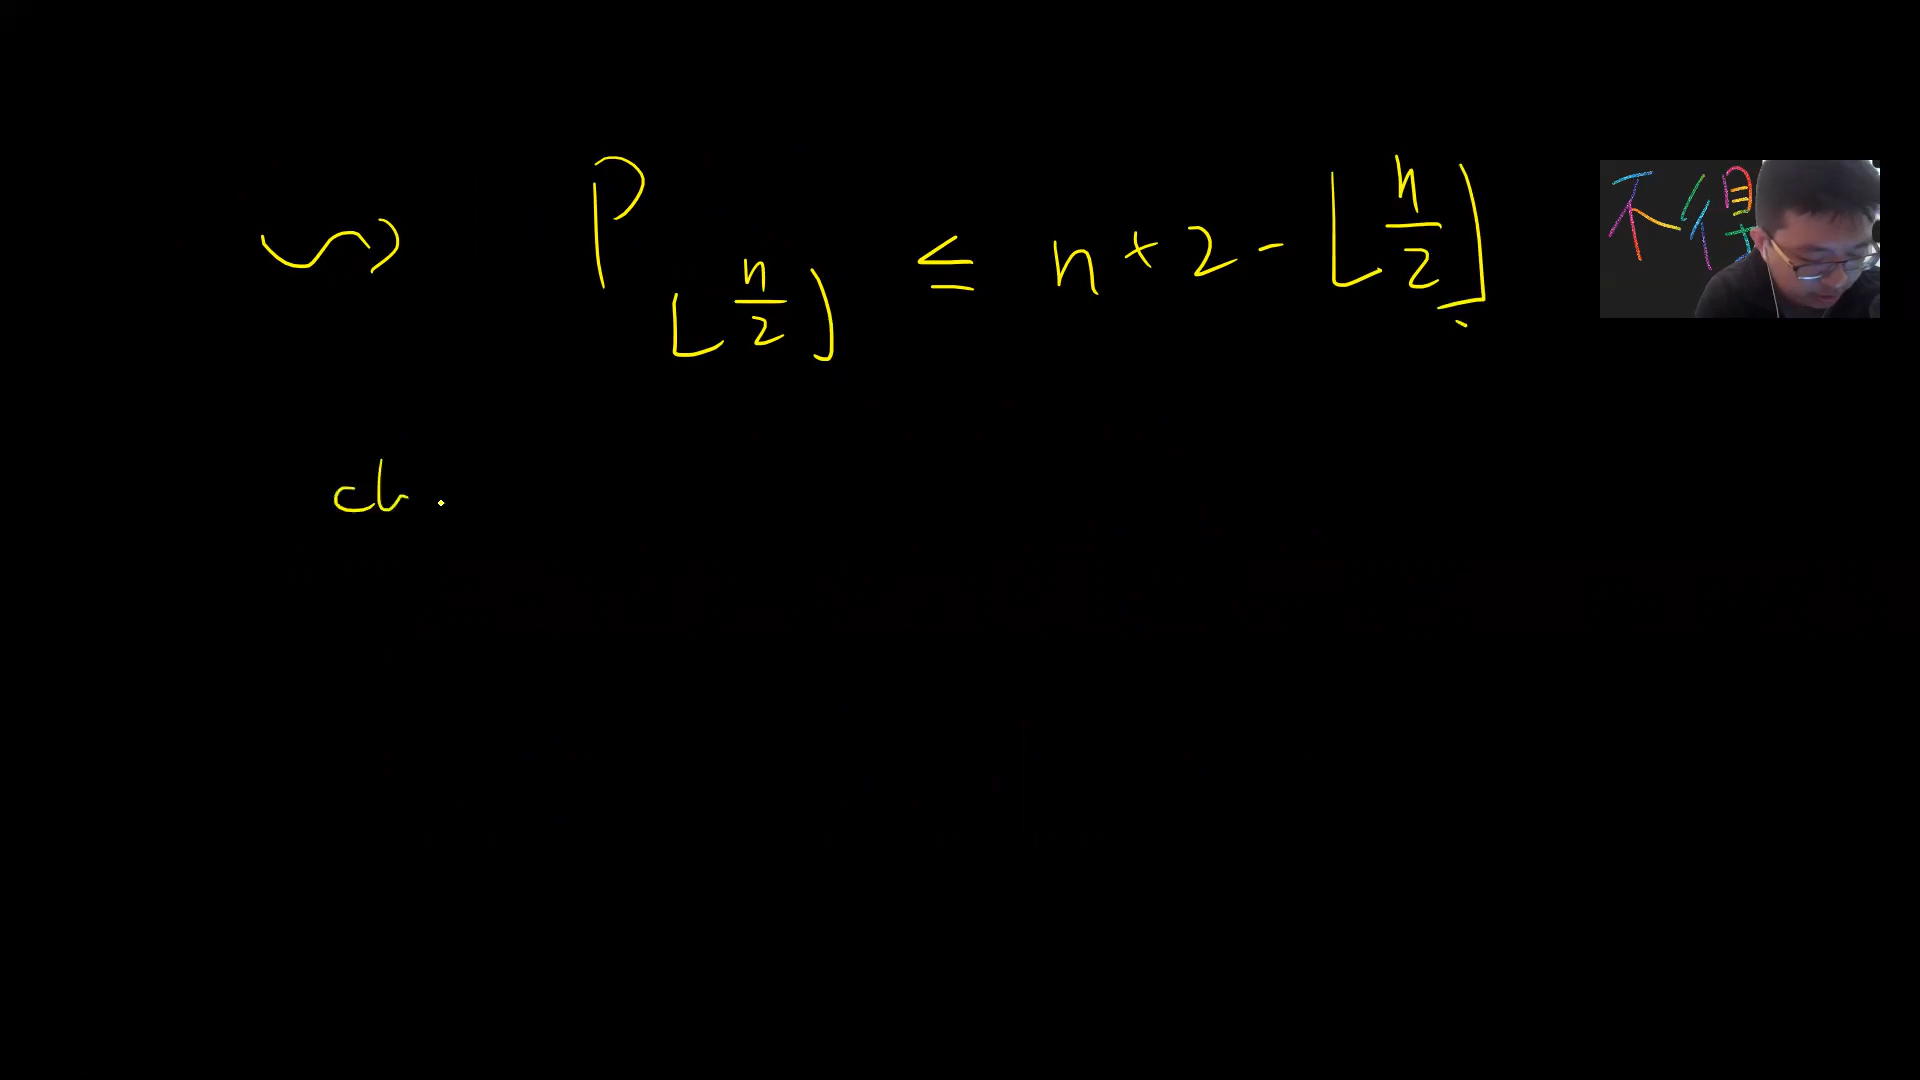 ⇝ P_{⌊n/2⌋} ≤ n + 2 - ⌊n/2⌋
不得
ch